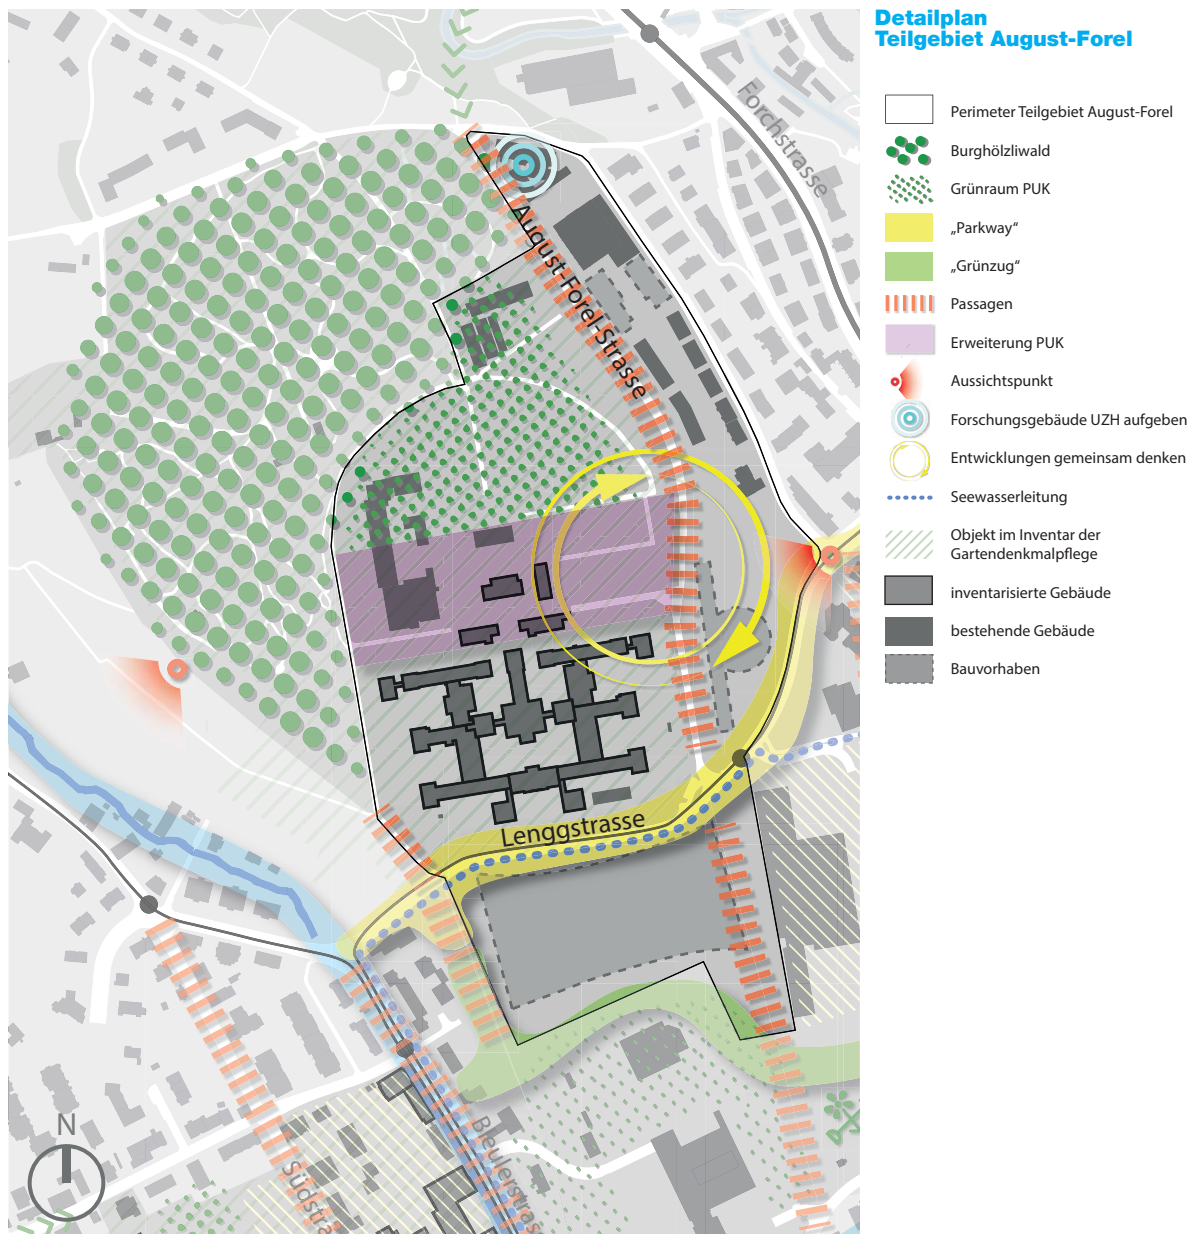 Detailplan
Teilgebiet August-Forel
Perimeter Teilgebiet August-Forel
Burghölzliwald
Grünraum PUK
„Parkway“
„Grünzug“
Passagen
Erweiterung PUK
Aussichtspunkt
Forschungsgebäude UZH aufgeben
Entwicklungen gemeinsam denken
Seewasserleitung
Objekt im Inventar der
Gartendenkmalpflege
inventarisierte Gebäude
bestehende Gebäude
Bauvorhaben
Forchstrasse
August-Forel-Strasse
Lenggstrasse
Bleulerstrass
Südstra
N